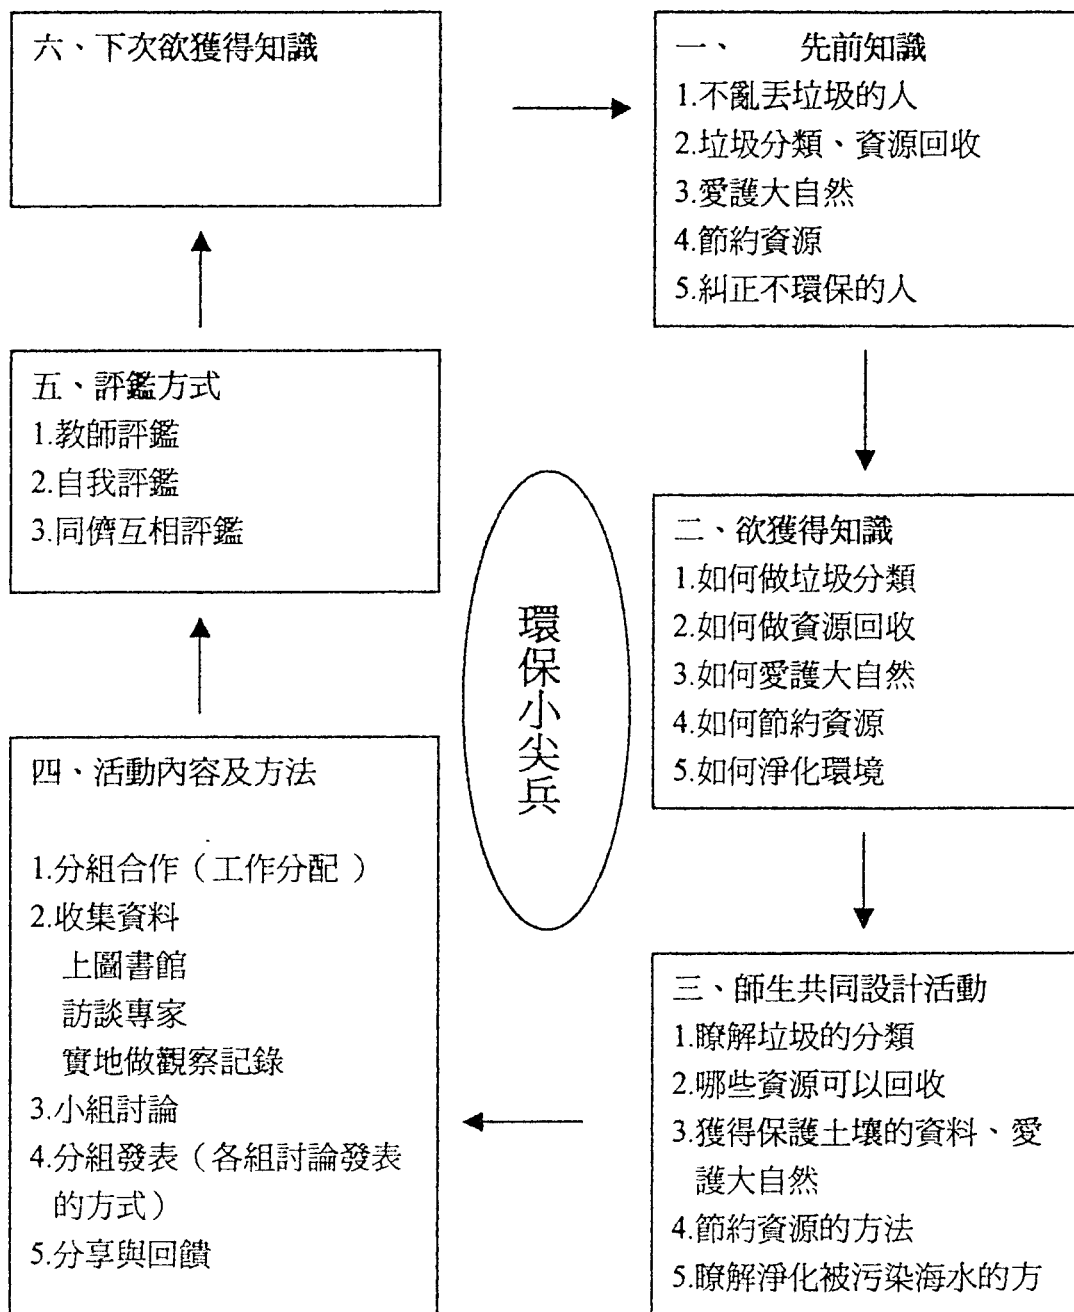 六、下次欲獲得知識
一、 先前知識
1.不亂丟垃圾的人
2.垃圾分類、資源回收
3.愛護大自然
4.節約資源
5.糾正不環保的人
五、評鑑方式
1.教師評鑑
2.自我評鑑
3.同儕互相評鑑
二、欲獲得知識
1.如何做垃圾分類
2.如何做資源回收
3.如何愛護大自然
4.如何節約資源
5.如何淨化環境
環保小尖兵
四、活動內容及方法
1.分組合作（工作分配 ）
2.收集資料
上圖書館
訪談專家
實地做觀察記錄
3.小組討論
4.分組發表（各組討論發表
的方式）
5.分享與回饋
三、師生共同設計活動
1.瞭解垃圾的分類
2.哪些資源可以回收
3.獲得保護土壤的資料、愛
護大自然
4.節約資源的方法
5.瞭解淨化被污染海水的方